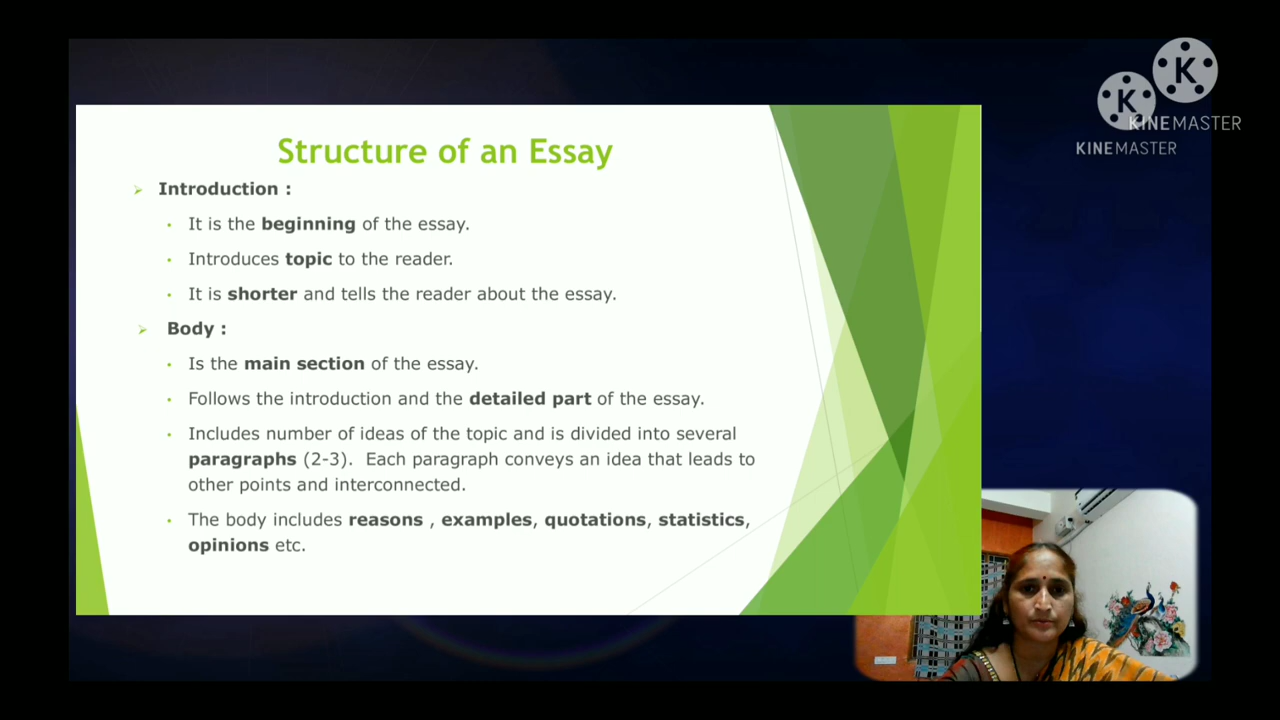 Structure of an Essay
Introduction :
It is the beginning of the essay.
Introduces topic to the reader.
It is shorter and tells the reader about the essay.
Body :
Is the main section of the essay.
Follows the introduction and the detailed part of the essay.
Includes number of ideas of the topic and is divided into several
paragraphs (2-3). Each paragraph conveys an idea that leads to
other points and interconnected.
The body includes reasons , examples, quotations, statistics,
opinions etc.
K
KINEMASTER
K
KINEMASTER